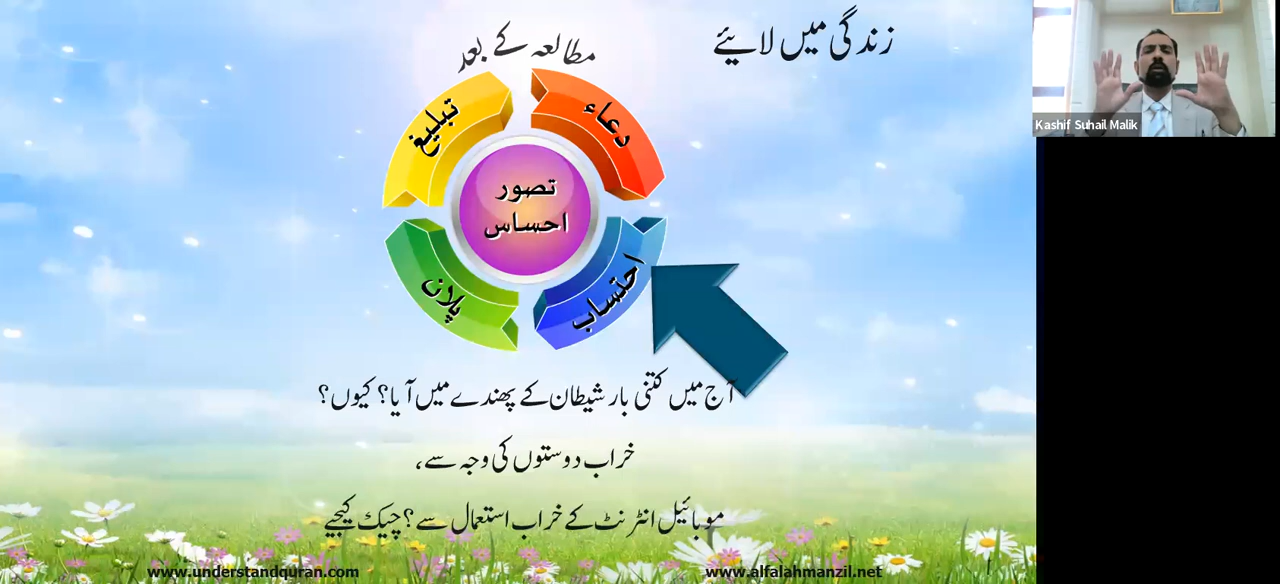 زندگی میں لائیے
مطالعہ کے بعد
دعاء
تبلیغ
تصور
احساس
احتساب
پلان
آج میں کتنی بار شیطان کے پھندے میں آیا؟ کیوں؟
خراب دوستوں کی وجہ سے،
موبائیل انٹرنٹ کے خراب استعمال سے؟ چیک کیجیے
www.understandquran.com
www.alfalahmanzil.net
Kashif Suhail Malik